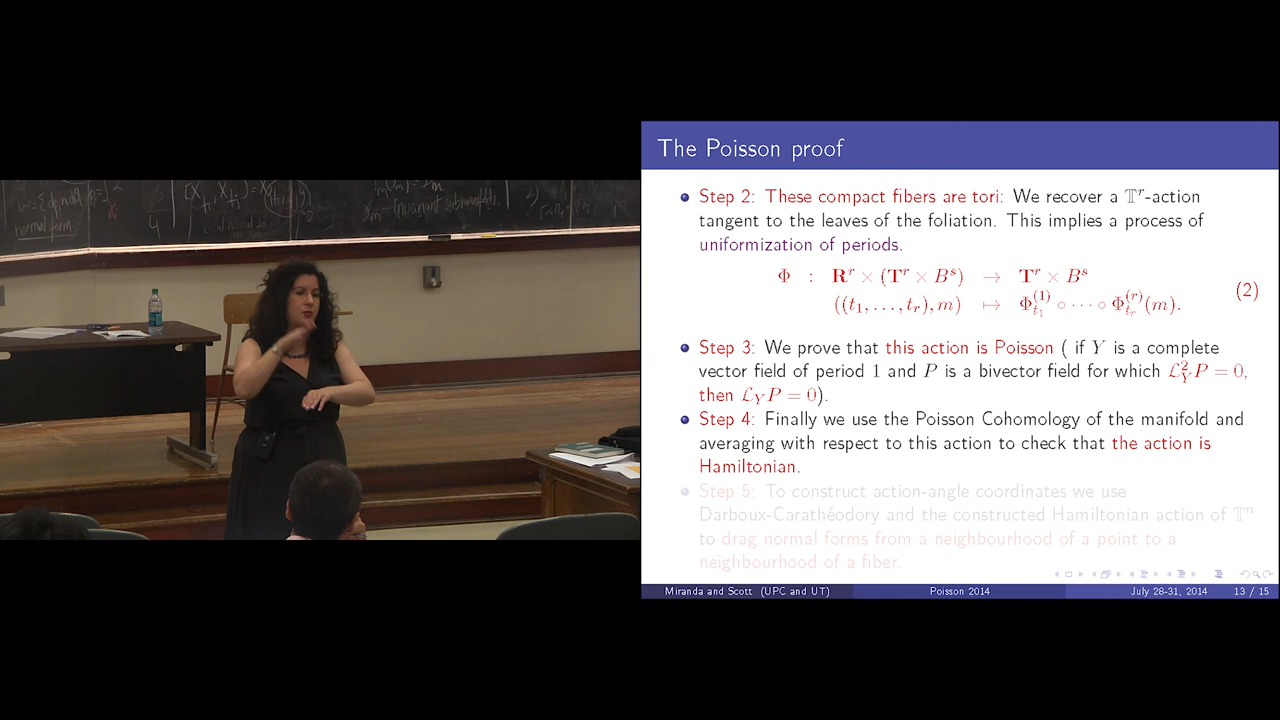 normal form
invariant submflds.
The Poisson proof
Step 2: These compact fibers are tori: We recover a 𝕋ʳ-action
tangent to the leaves of the foliation. This implies a process of
uniformization of periods.
Φ : Rʳ × (Tʳ × Bˢ) → Tʳ × Bˢ
((t₁, …, tᵣ), m) ↦ Φ_{t₁}^{(1)} ∘ ⋯ ∘ Φ_{tᵣ}^{(r)}(m).
(2)
Step 3: We prove that this action is Poisson ( if Y is a complete
vector field of period 1 and P is a bivector field for which ℒ²_Y P = 0,
then ℒ_Y P = 0).
Step 4: Finally we use the Poisson Cohomology of the manifold and
averaging with respect to this action to check that the action is
Hamiltonian.
Step 5: To construct action-angle coordinates we use
Darboux-Carathéodory and the constructed Hamiltonian action of 𝕋ⁿ
to drag normal forms from a neighbourhood of a point to a
neighbourhood of a fiber.
Miranda and Scott (UPC and UT) Poisson 2014 July 28-31, 2014 13 / 15